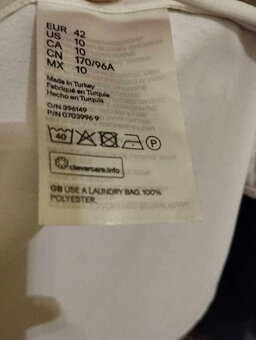 EUR 42
US 10
CA 10
CN 170/96A
MX 10
Made in Turkey
Fabriqué en Turquie
Hecho en Turquía
O/N 396149
P/N 0703996 9
40 P
clevercare.info
GB USE A LAUNDRY BAG. 100%
POLYESTER.